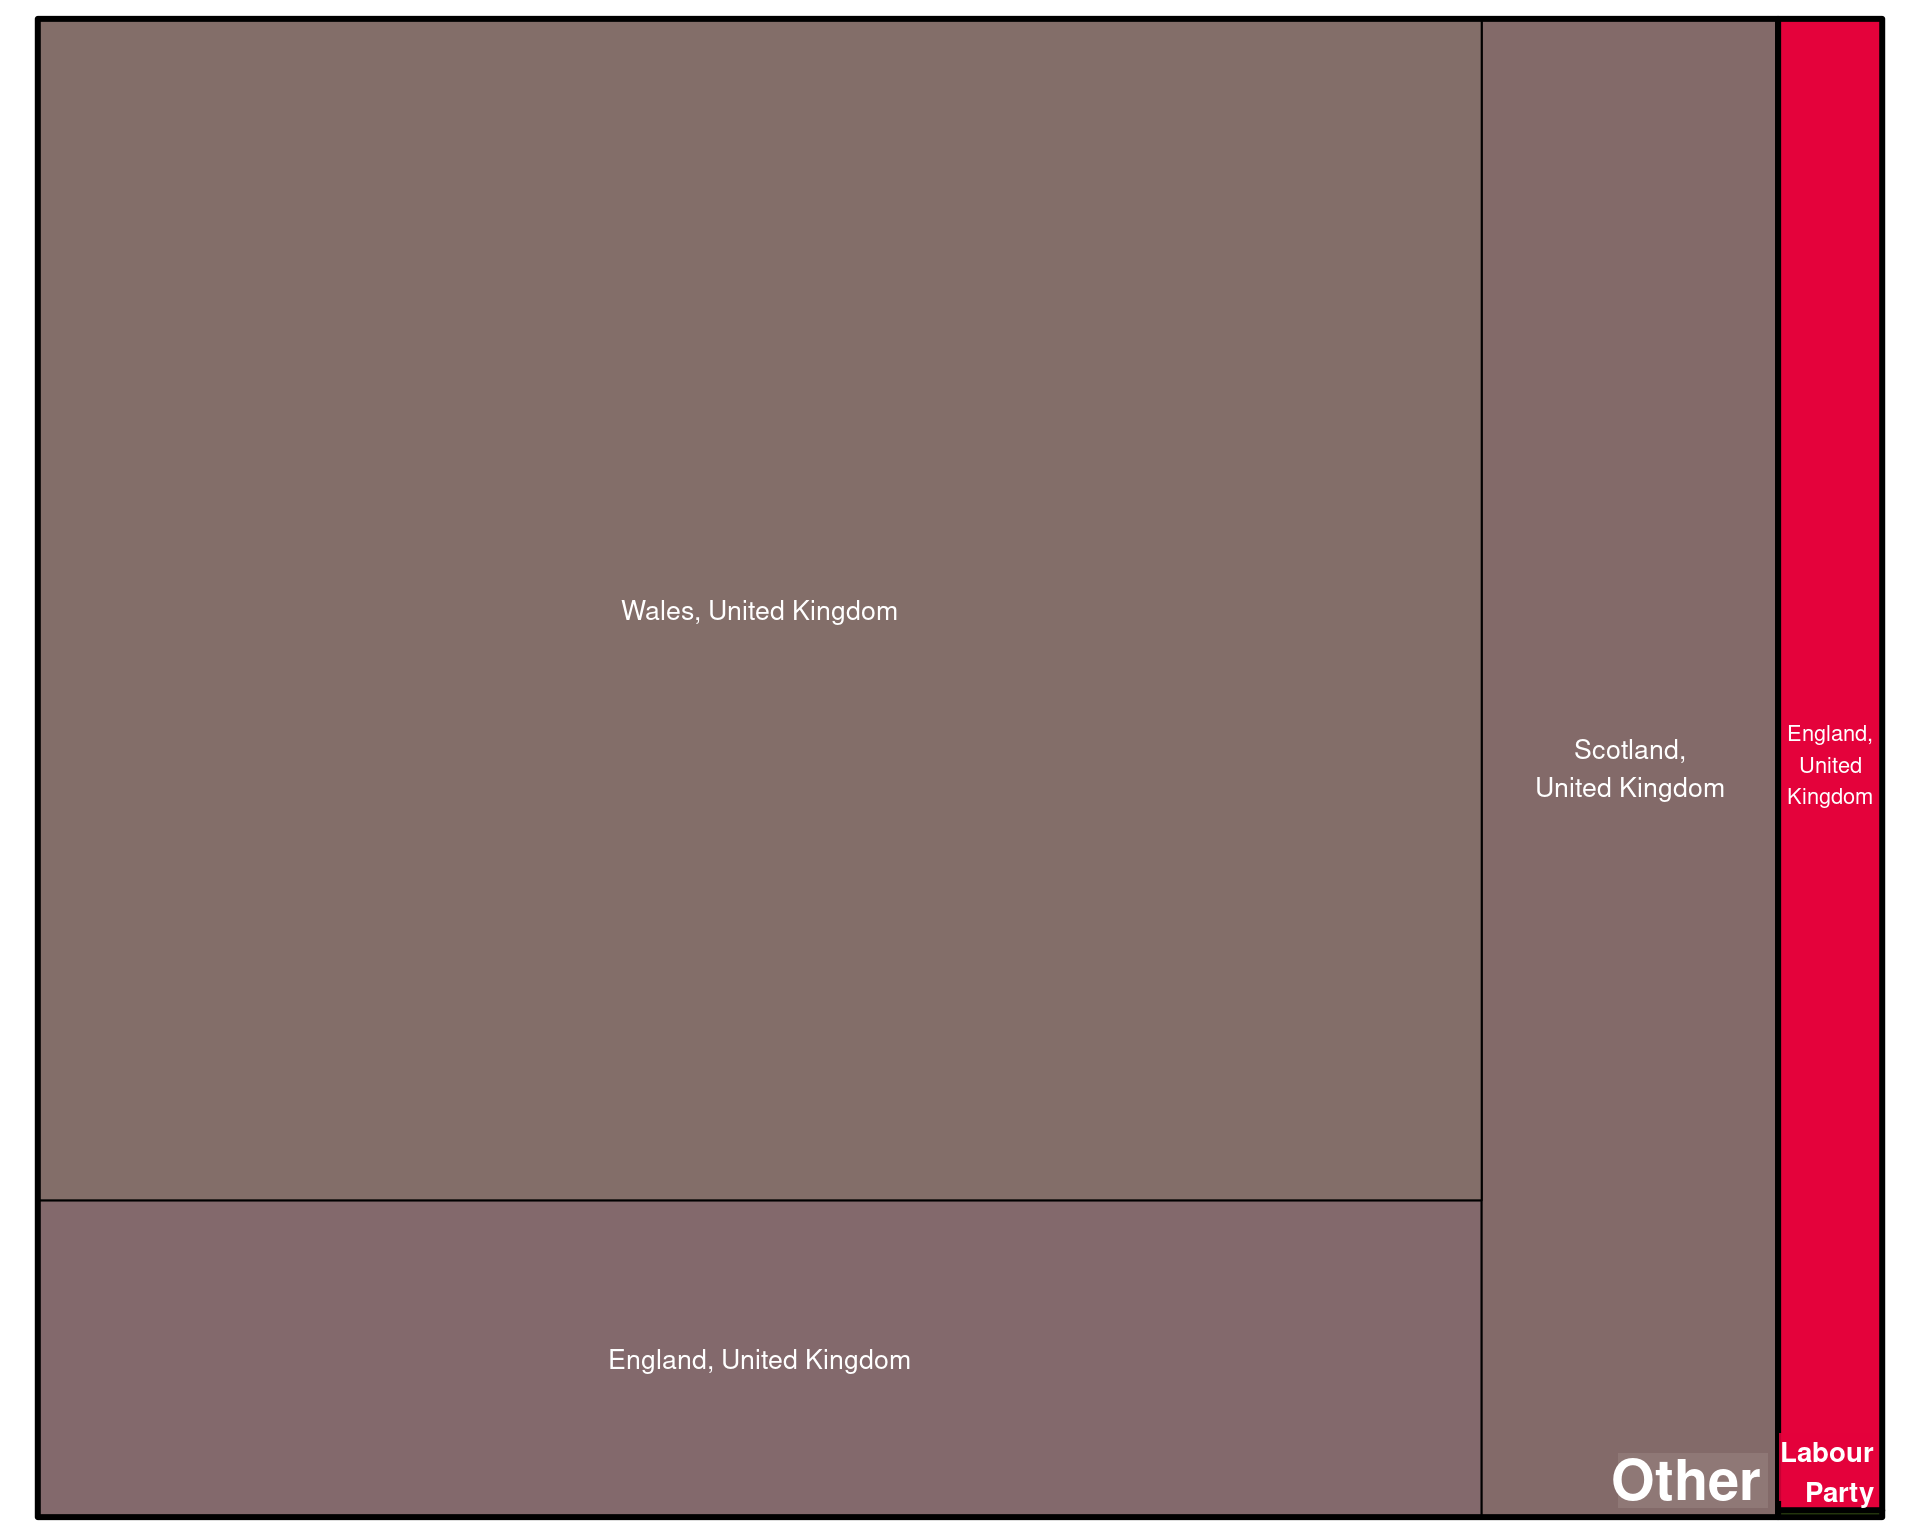 Wales, United Kingdom
England, United Kingdom
Scotland,
United Kingdom
Other
England,
United
Kingdom
Labour
Party